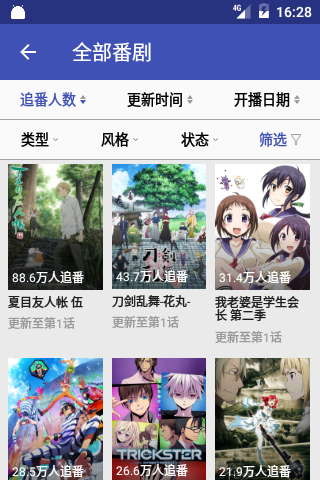 4G 16:28
全部番剧
追番人数 更新时间 开播日期
类型 风格 状态 筛选
刀剣
88.6万人追番 43.7万人追番 31.4万人追番
夏目友人帐 伍 刀剑乱舞-花丸- 我老婆是学生会
长 第二季
更新至第1话 更新至第1话
更新至第1话
TRICKSTER
28.5万人追番 26.6万人追番 21.9万人追番